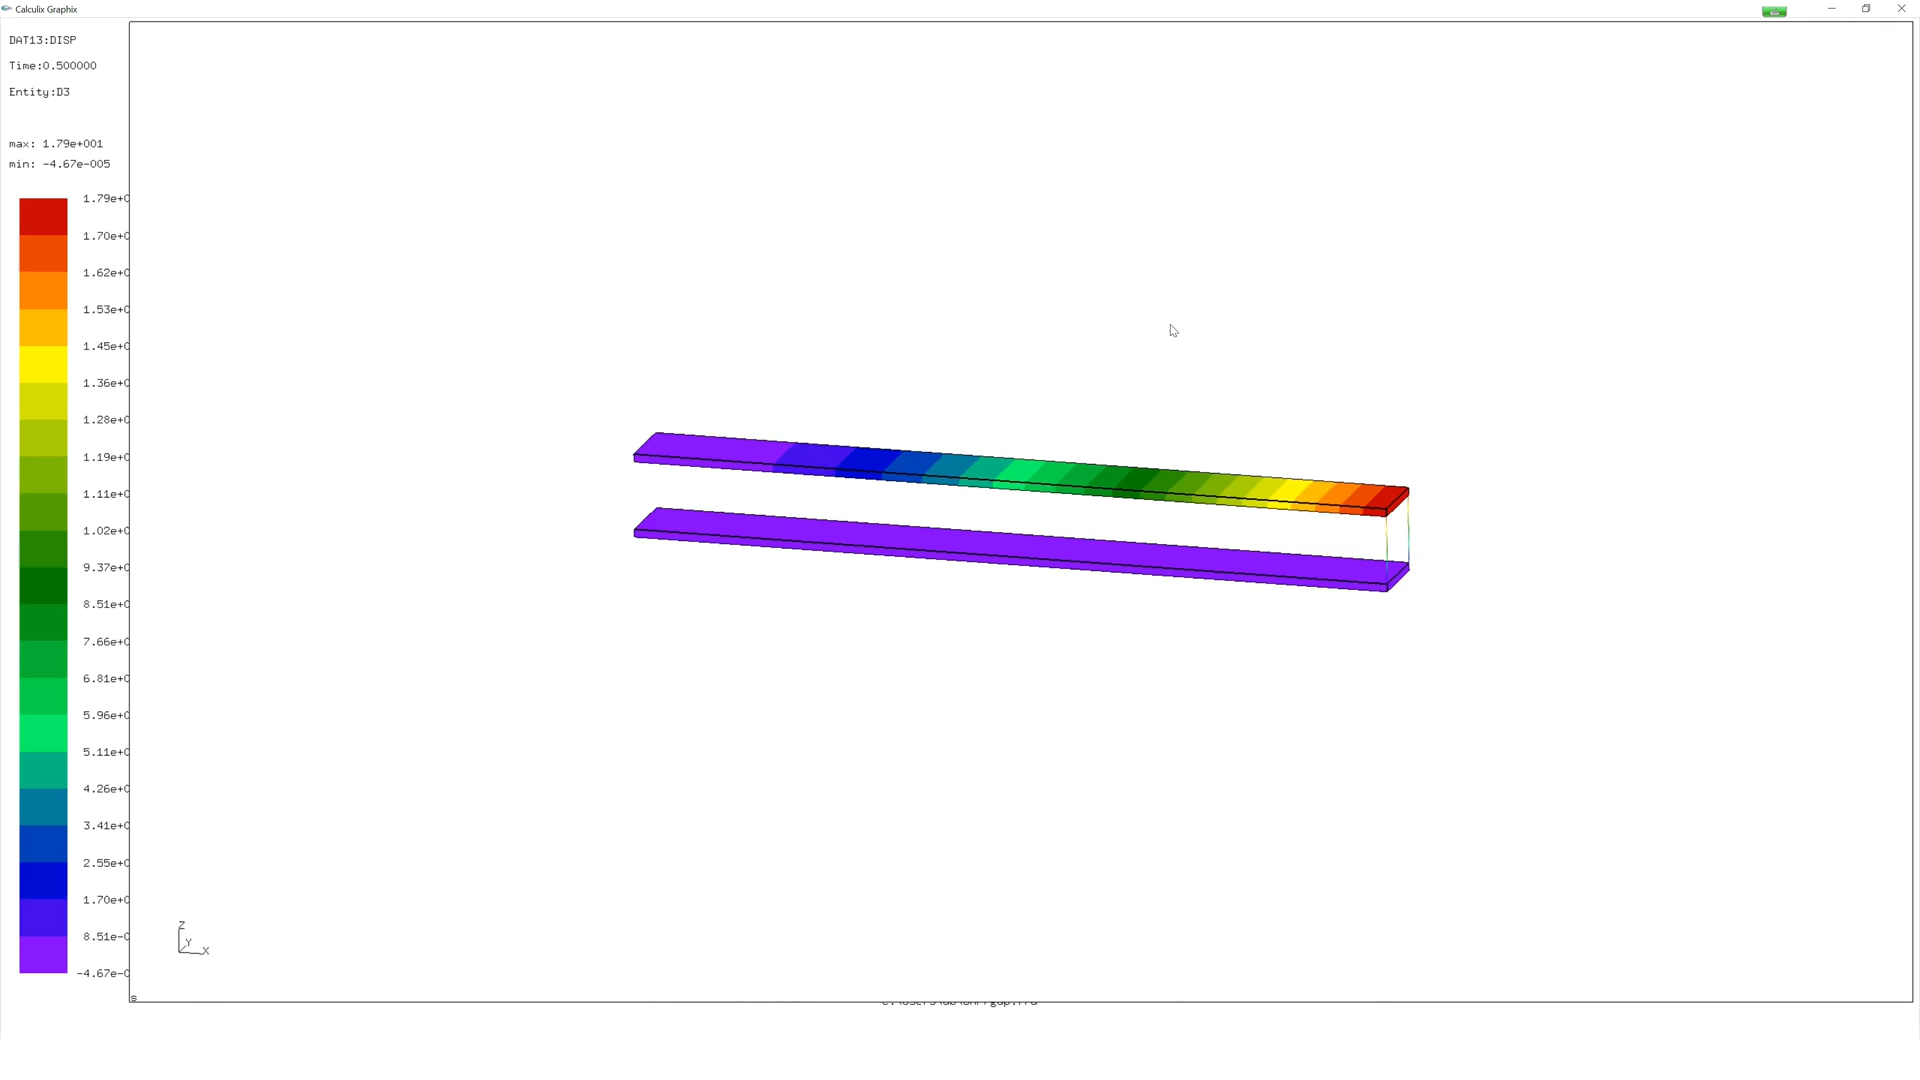 Calculix Graphix
DAT13:DISP
Time:0.500000
Entity:D3
max: 1.79e+001
min: -4.67e-005
1.79e+0
1.70e+0
1.62e+0
1.53e+0
1.45e+0
1.36e+0
1.28e+0
1.19e+0
1.11e+0
1.02e+0
9.37e+0
8.51e+0
7.66e+0
6.81e+0
5.96e+0
5.11e+0
4.26e+0
3.41e+0
2.55e+0
1.70e+0
8.51e-0
-4.67e-0
Z
Y
X
s